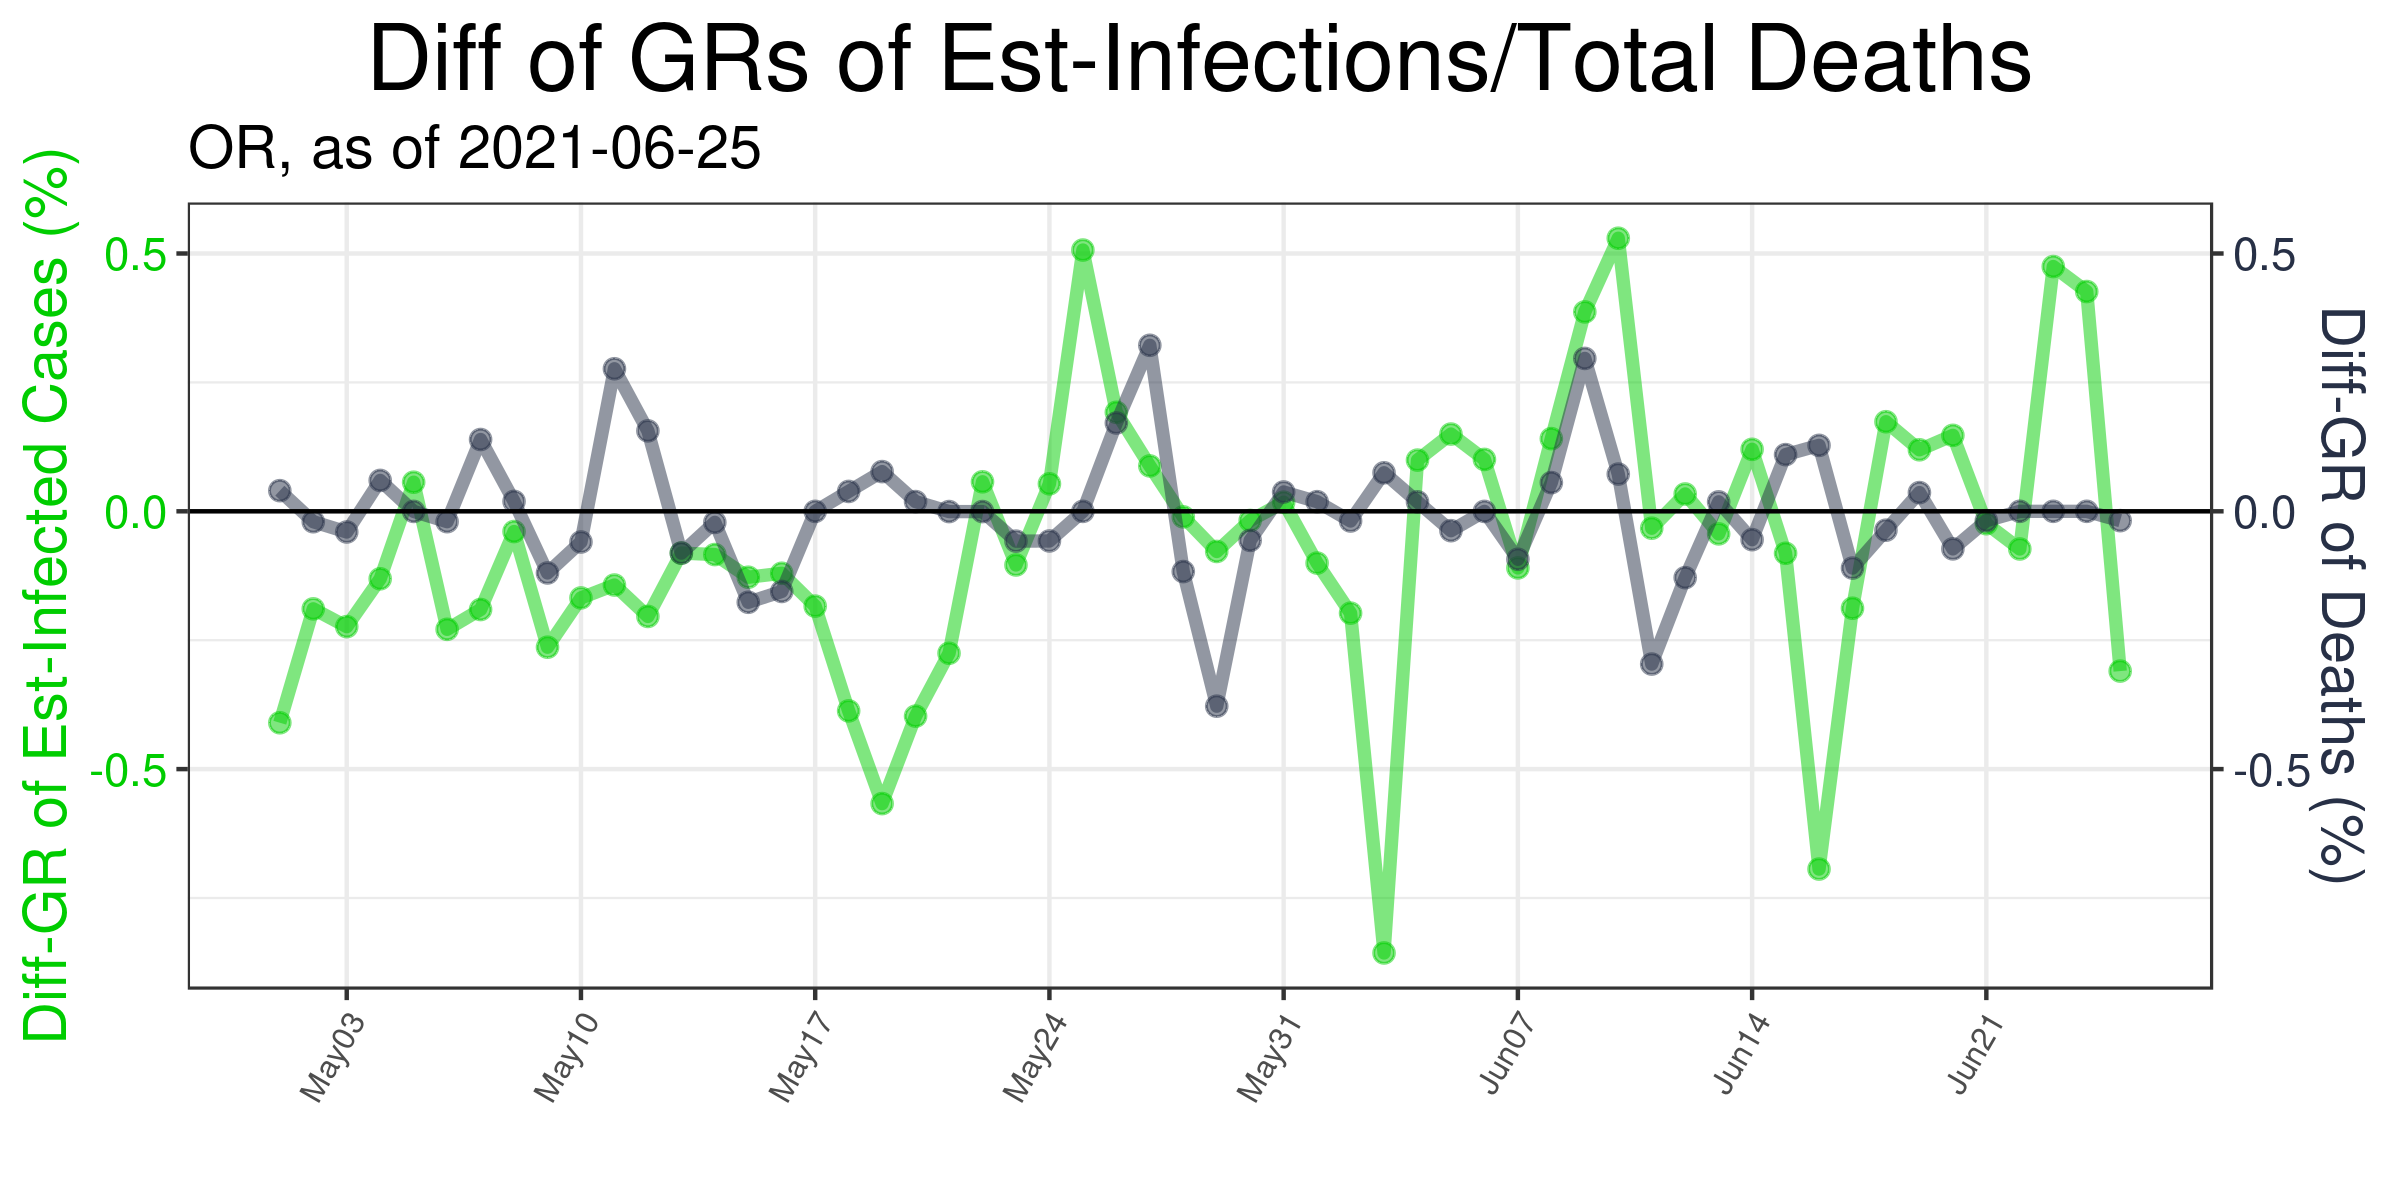 Diff of GRs of Est-Infections/Total Deaths
OR, as of 2021-06-25
Diff-GR of Est-Infected Cases (%)
0.5
0.0
-0.5
0.5
0.0
-0.5
Diff-GR of Deaths (%)
May03
May10
May17
May24
May31
Jun07
Jun14
Jun21